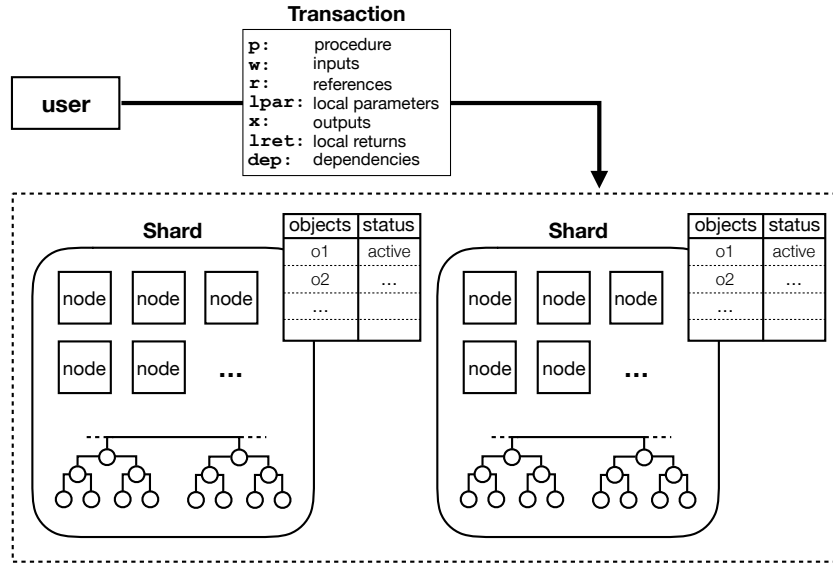 Transaction
p: procedure
w: inputs
r: references
lpar: local parameters
x: outputs
lret: local returns
dep: dependencies
user
Shard
objects status
o1 active
o2 ...
...
node node node
node node ...
Shard
objects status
o1 active
o2 ...
...
node node node
node node ...